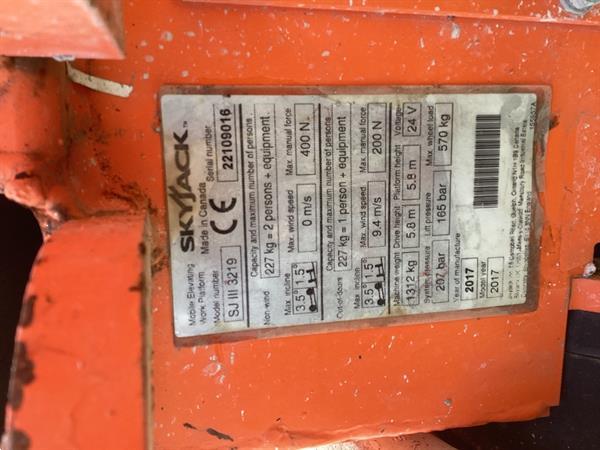 Mobile Elevating
Work Platform
SKYJACK™
Made in Canada
Model number
SJ III 3219
CE
Serial number
22109016
Capacity and maximum number of persons
Non-wind
227 kg = 2 persons + equipment
Max. incline
3.5° 1.5°
Max. wind speed
0 m/s
Max. manual force
400 N
Capacity and maximum number of persons
Out-of-doors
227 kg = 1 person + equipment
Max. incline
3.5° 1.5°
Max. wind speed
9.4 m/s
Max. manual force
200 N
Machine weight
1312 kg
Drive height
5.8 m
Platform height
5.8 m
Voltage
24 V
System pressure
207 bar
Lift pressure
165 bar
Max. wheel load
570 kg
Year of manufacture
2017
Model year
2017